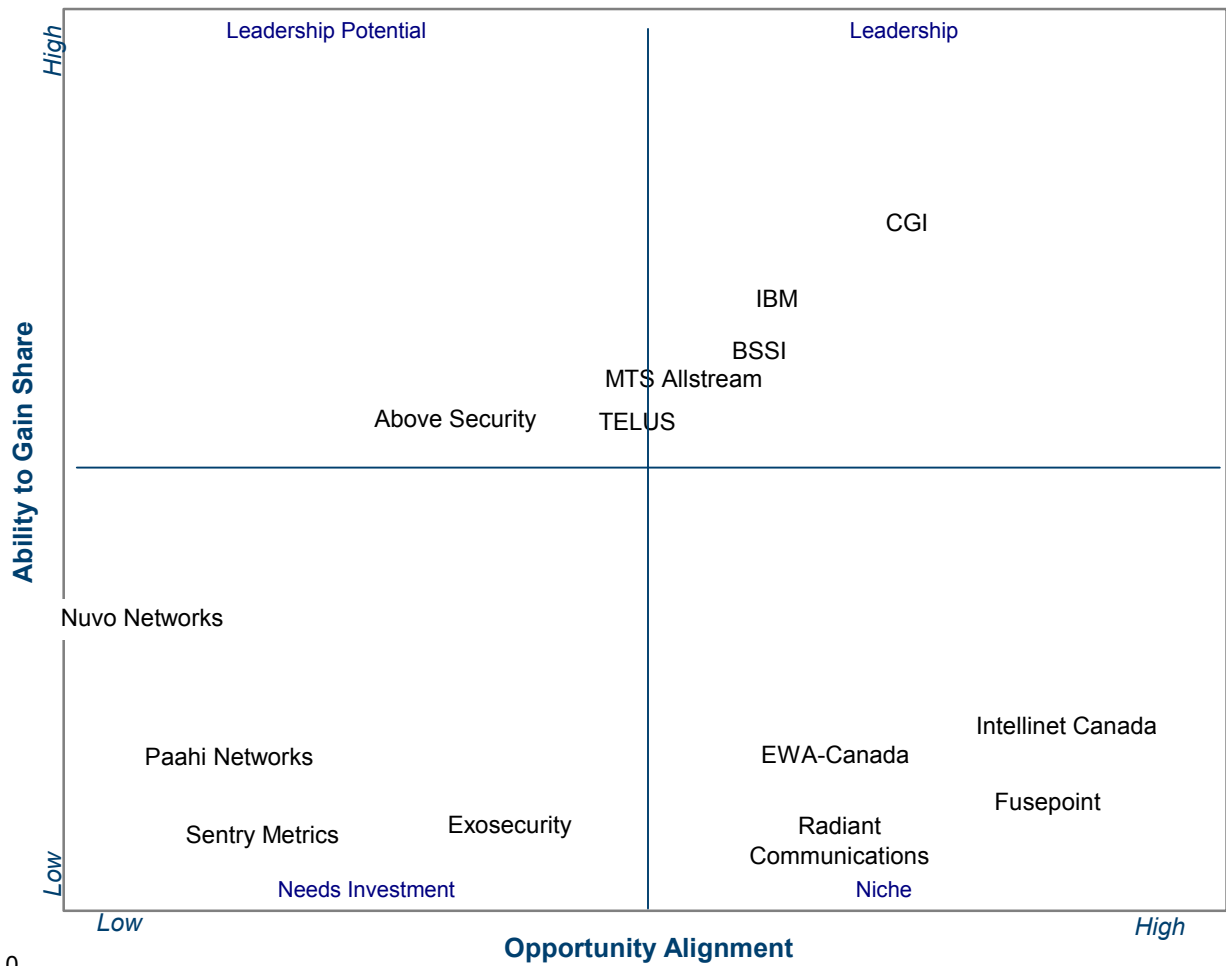 Leadership Potential
Leadership
High
CGI
IBM
BSSI
MTS Allstream
Above Security
TELUS
Ability to Gain Share
Nuvo Networks
Intellinet Canada
Paahi Networks
EWA-Canada
Fusepoint
Sentry Metrics
Exosecurity
Radiant
Communications
Low
Needs Investment
Niche
Low
High
Opportunity Alignment
0